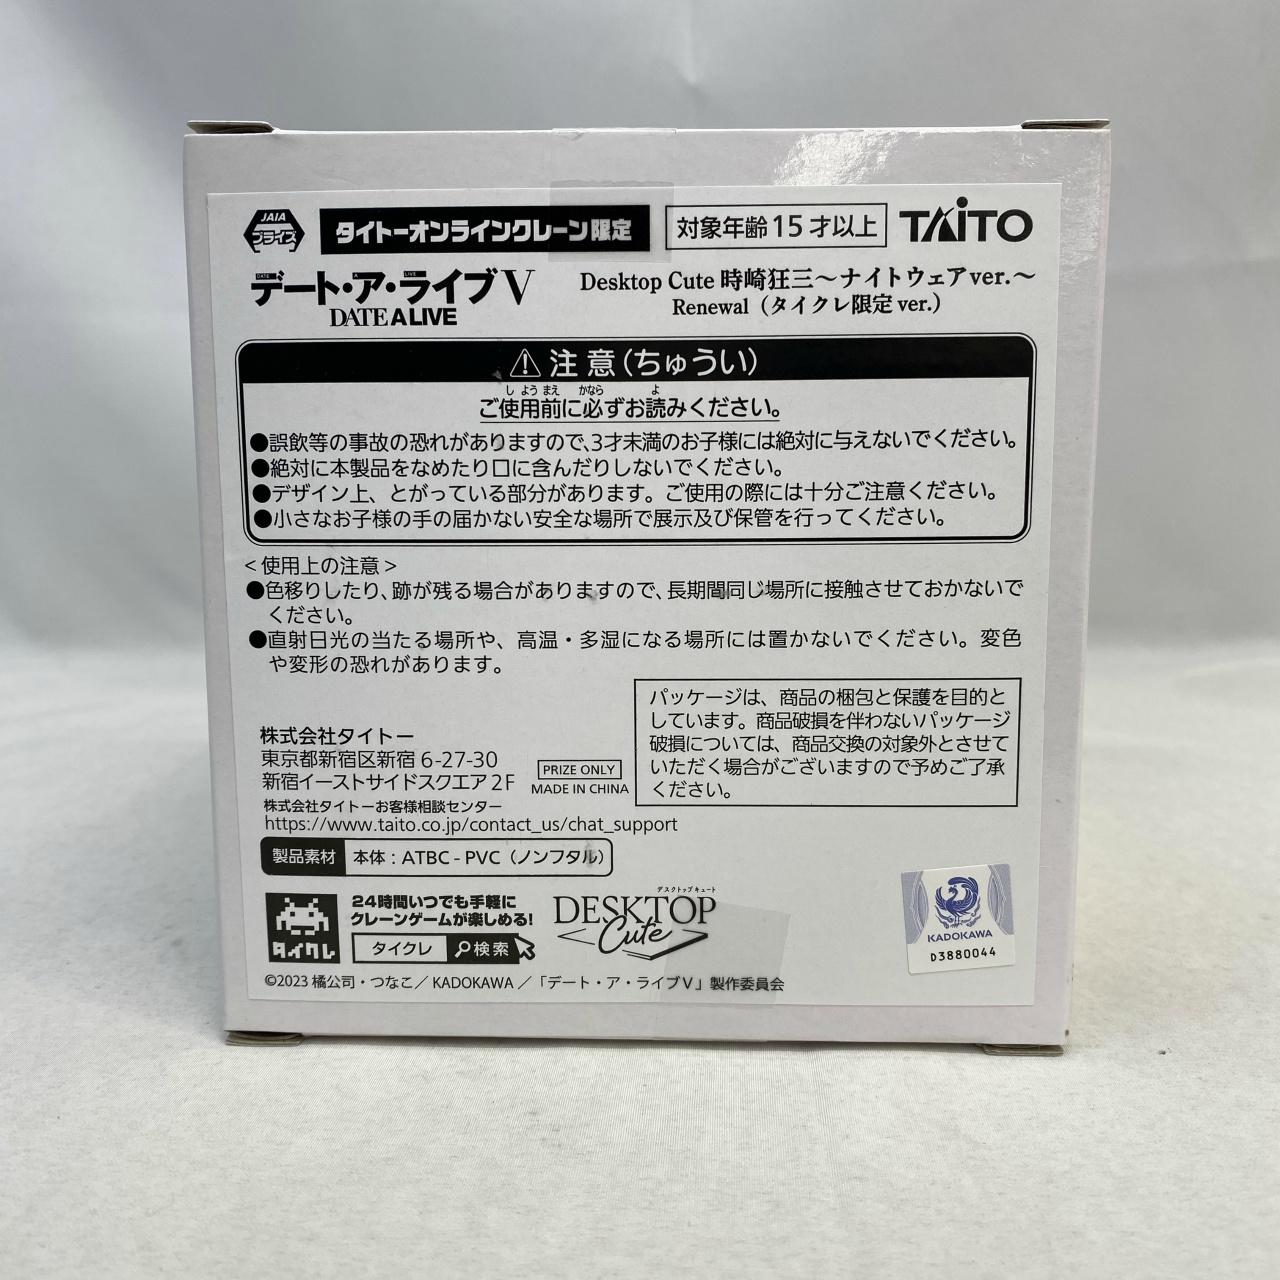 JAIA
プライズ
タイトーオンラインクレーン限定
対象年齢15才以上
TAITO
デート・ア・ライブV
DATE A LIVE
Desktop Cute 時崎狂三～ナイトウェアver.～
Renewal（タイクレ限定ver.）
⚠注意（ちゅうい）
しようまえ かなら よ
ご使用前に必ずお読みください。
●誤飲等の事故の恐れがありますので、3才未満のお子様には絶対に与えないでください。
●絶対に本製品をなめたり口に含んだりしないでください。
●デザイン上、とがっている部分があります。ご使用の際には十分ご注意ください。
●小さなお子様の手の届かない安全な場所で展示及び保管を行ってください。
＜使用上の注意＞
●色移りしたり、跡が残る場合がありますので、長期間同じ場所に接触させておかないで
ください。
●直射日光の当たる場所や、高温・多湿になる場所には置かないでください。変色
や変形の恐れがあります。
パッケージは、商品の梱包と保護を目的と
しています。商品破損を伴わないパッケージ
破損については、商品交換の対象外とさせて
いただく場合がございますので予めご了承
ください。
株式会社タイトー
東京都新宿区新宿6-27-30
新宿イーストサイドスクエア2F
PRIZE ONLY
MADE IN CHINA
株式会社タイトーお客様相談センター
https://www.taito.co.jp/contact_us/chat_support
製品素材 本体：ATBC-PVC（ノンフタル）
タイクレ
24時間いつでも手軽に
クレーンゲームが楽しめる!
タイクレ 検索
デスクトップキュート
DESKTOP
Cute
KADOKAWA
D3880044
©2023 橘公司・つなこ／KADOKAWA／「デート・ア・ライブV」製作委員会